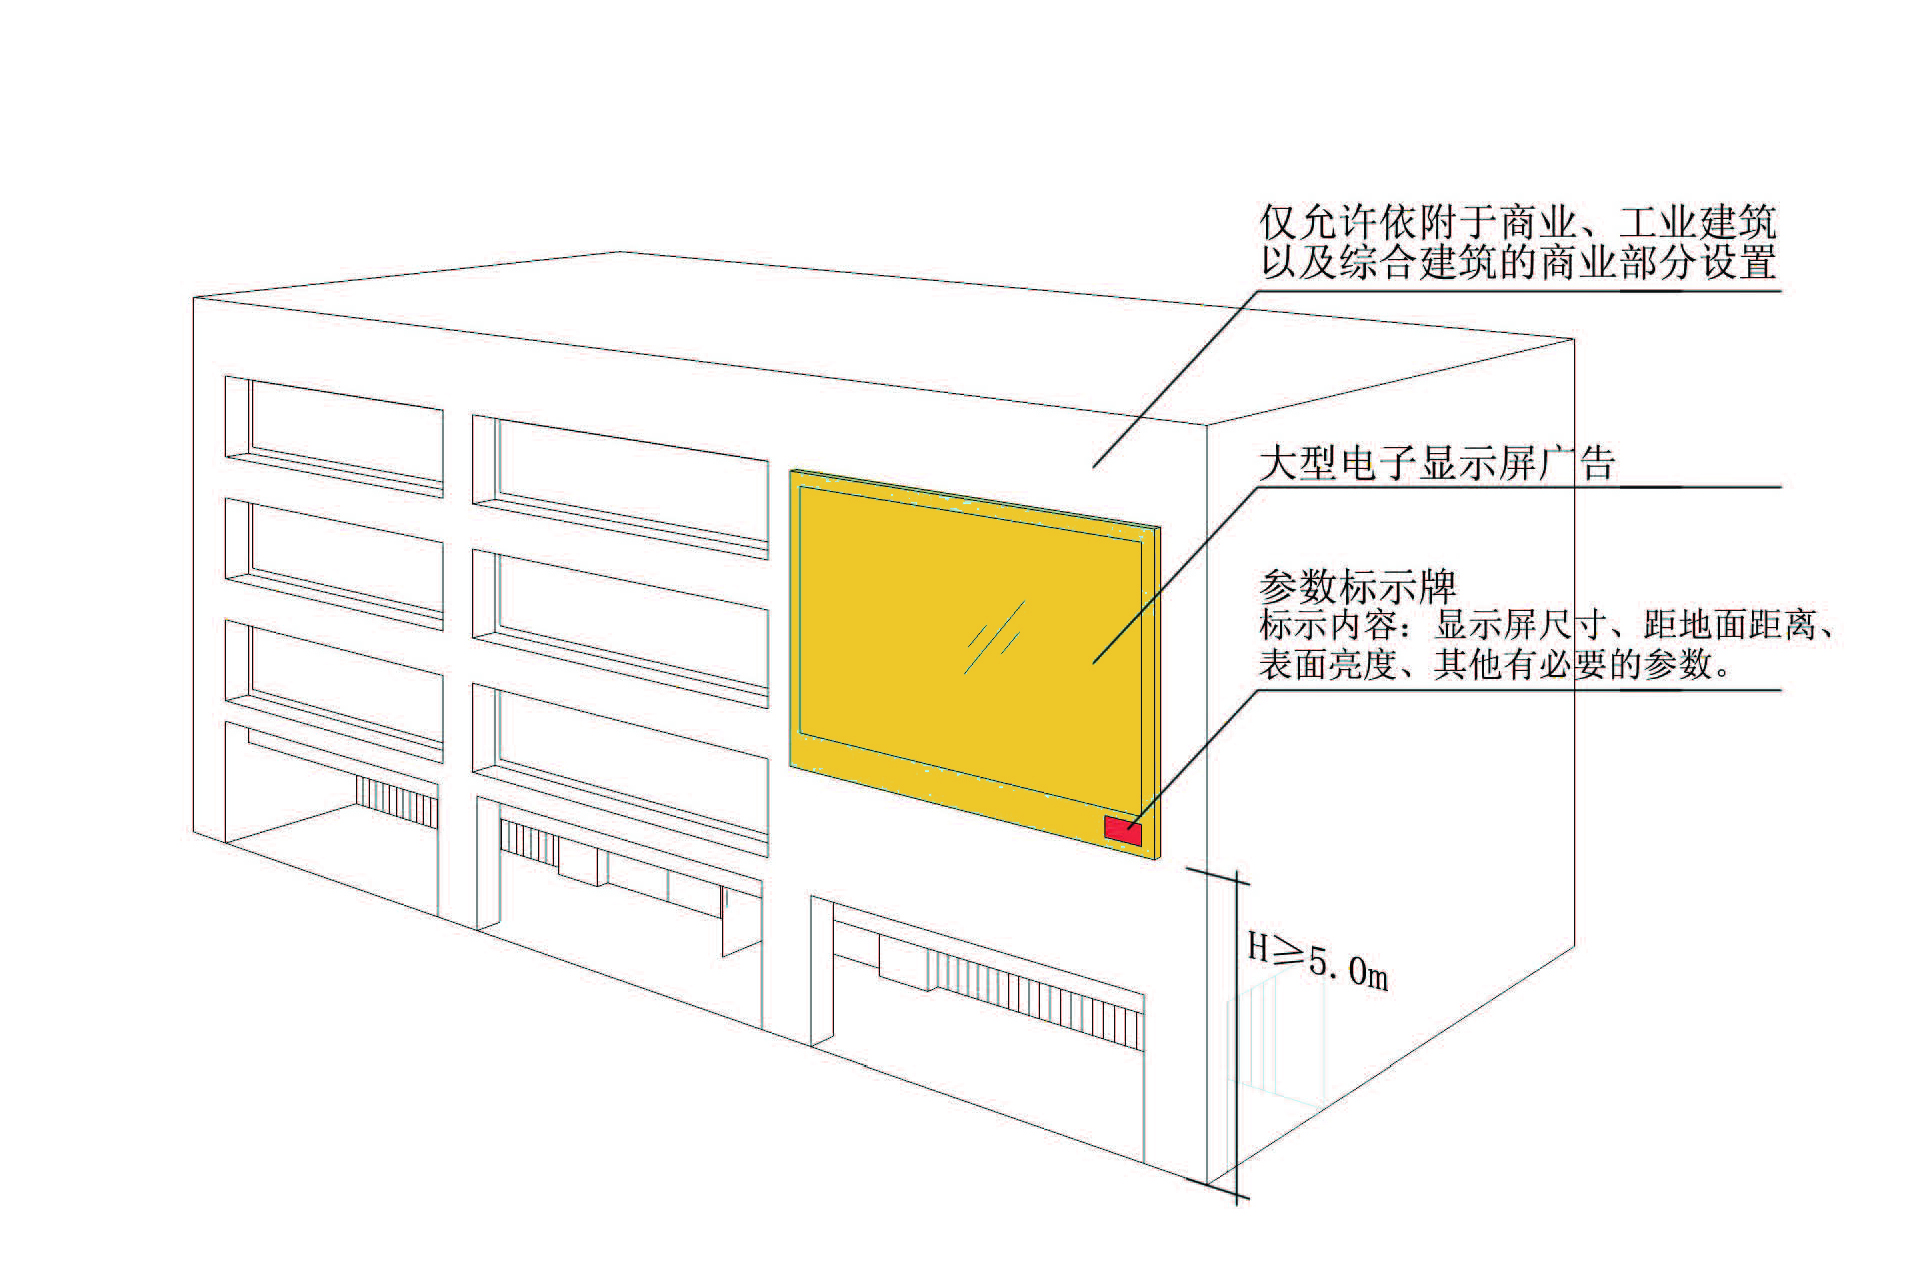 仅允许依附于商业、工业建筑
以及综合建筑的商业部分设置
大型电子显示屏广告
参数标示牌
标示内容：显示屏尺寸、距地面距离、
表面亮度、其他有必要的参数。
H≥5.0m